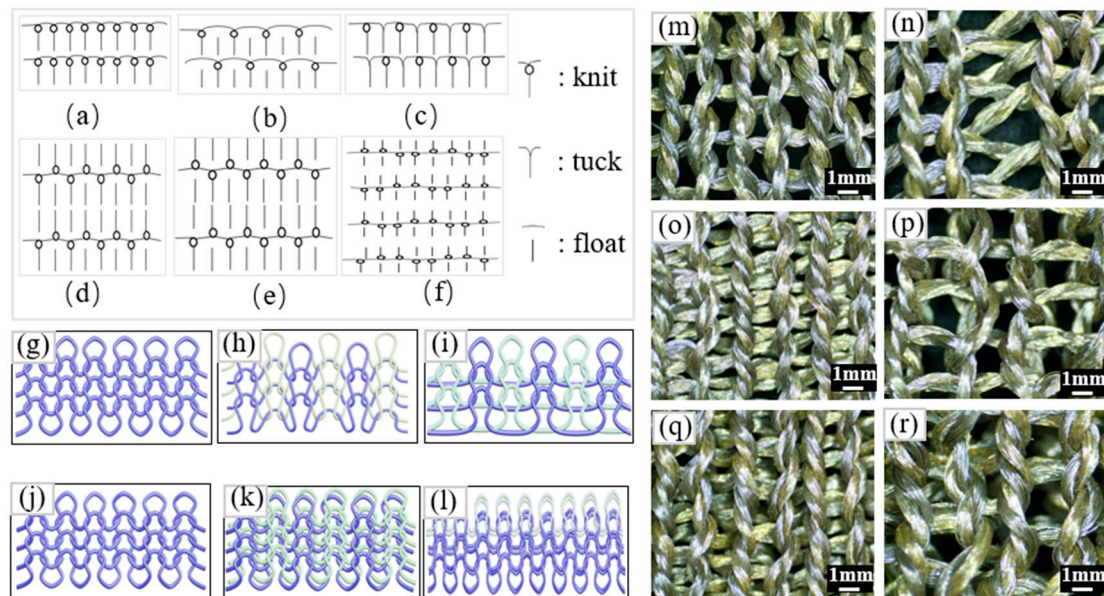 (a)
(b)
(c)
: knit
(d)
(e)
(f)
: tuck
: float
(g)
(h)
(i)
(j)
(k)
(l)
(m)
1mm
(n)
1mm
(o)
1mm
(p)
1mm
(q)
1mm
(r)
1mm